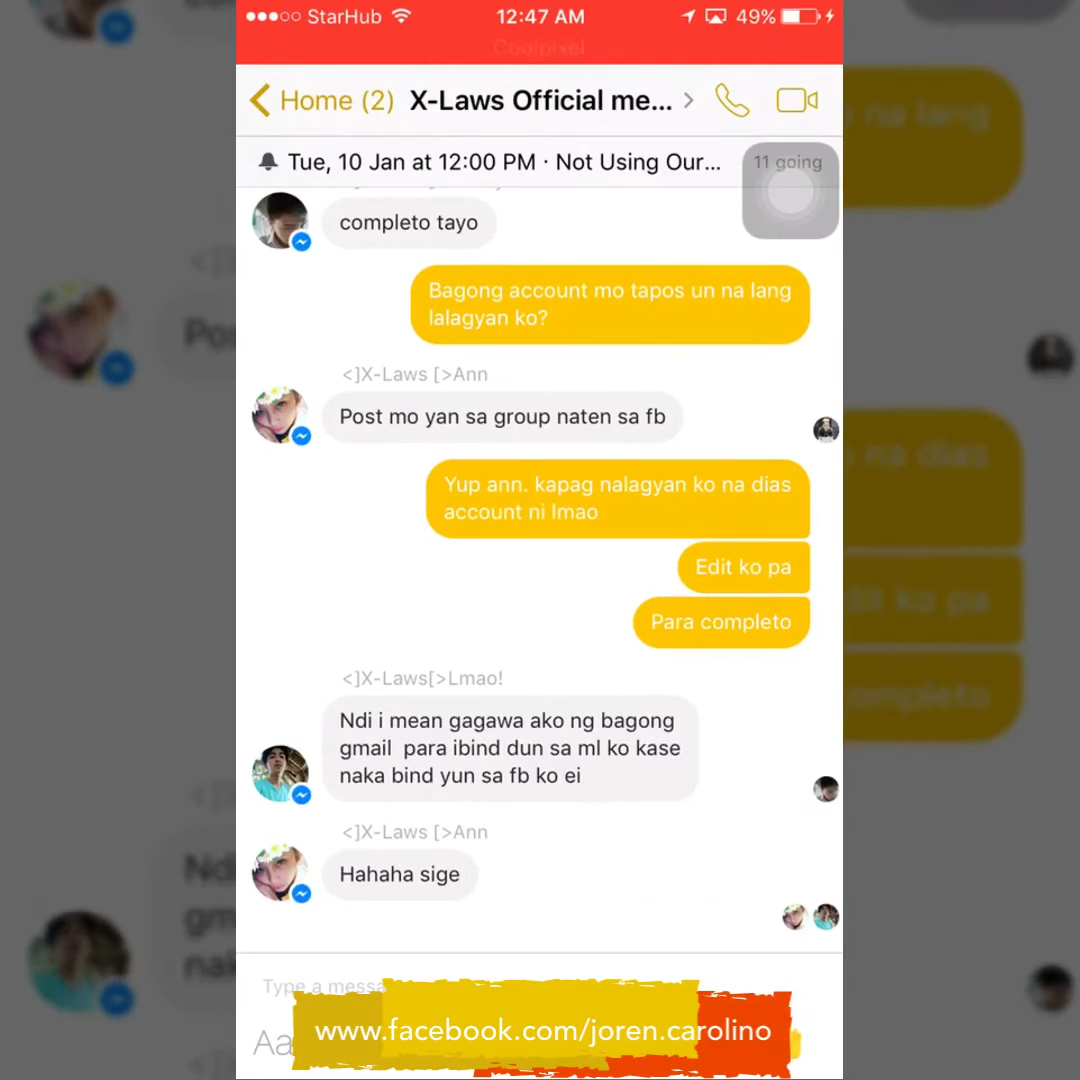 StarHub 12:47 AM 49%
Coolpixel
Home (2) X-Laws Official me...
Tue, 10 Jan at 12:00 PM · Not Using Our... 11 going
completo tayo
Bagong account mo tapos un na lang
lalagyan ko?
<]X-Laws [>Ann
Post mo yan sa group naten sa fb
Yup ann. kapag nalagyan ko na dias
account ni lmao
Edit ko pa
Para completo
<]X-Laws[>Lmao!
Ndi i mean gagawa ako ng bagong
gmail  para ibind dun sa ml ko kase
naka bind yun sa fb ko ei
<]X-Laws [>Ann
Hahaha sige
Type a messa
www.facebook.com/joren.carolino
Aa